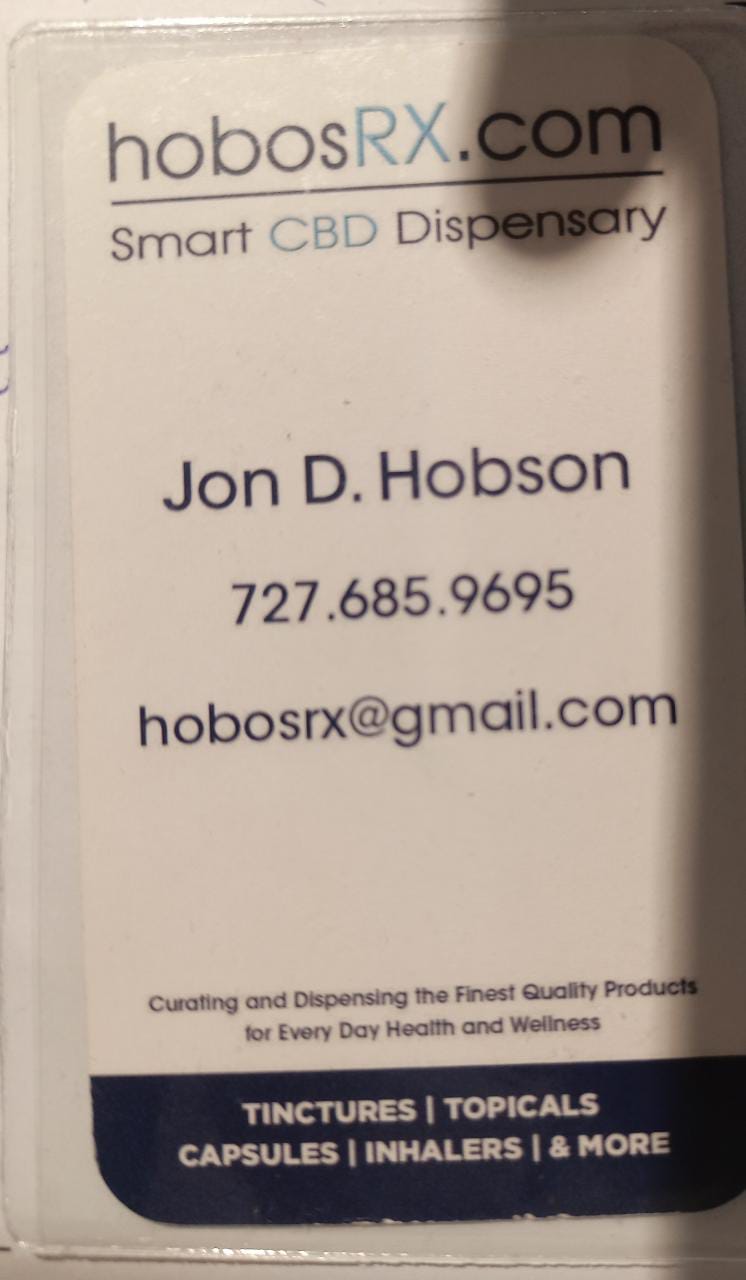 hobosRX.com
Smart CBD Dispensary
Jon D. Hobson
727.685.9695
hobosrx@gmail.com
Curating and Dispensing the Finest Quality Products
for Every Day Health and Wellness
TINCTURES | TOPICALS
CAPSULES | INHALERS | & MORE